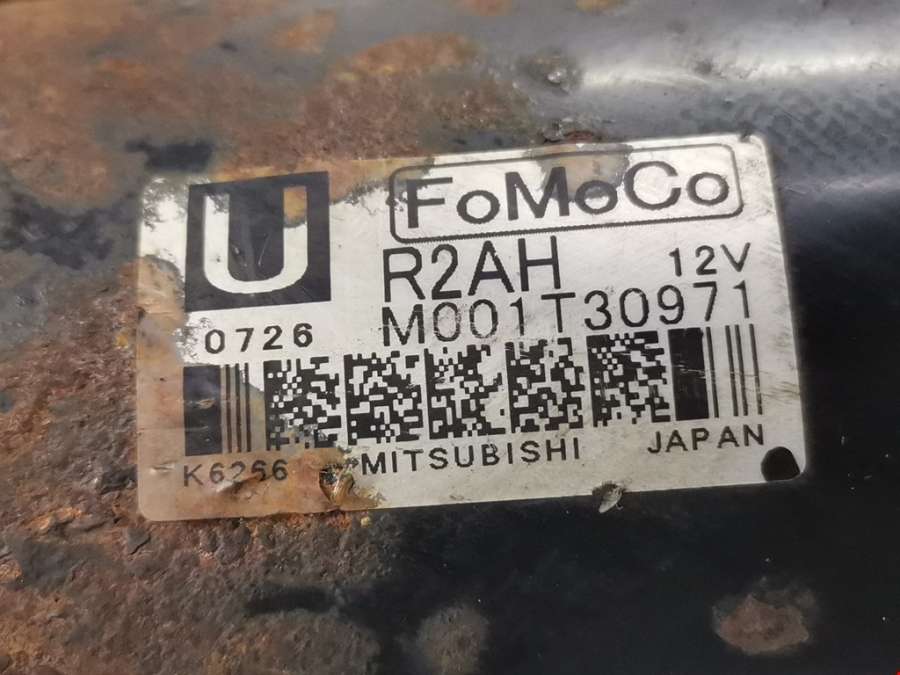 U FoMoCo
R2AH 12V
0726 M001T30971
K6266 MITSUBISHI JAPAN